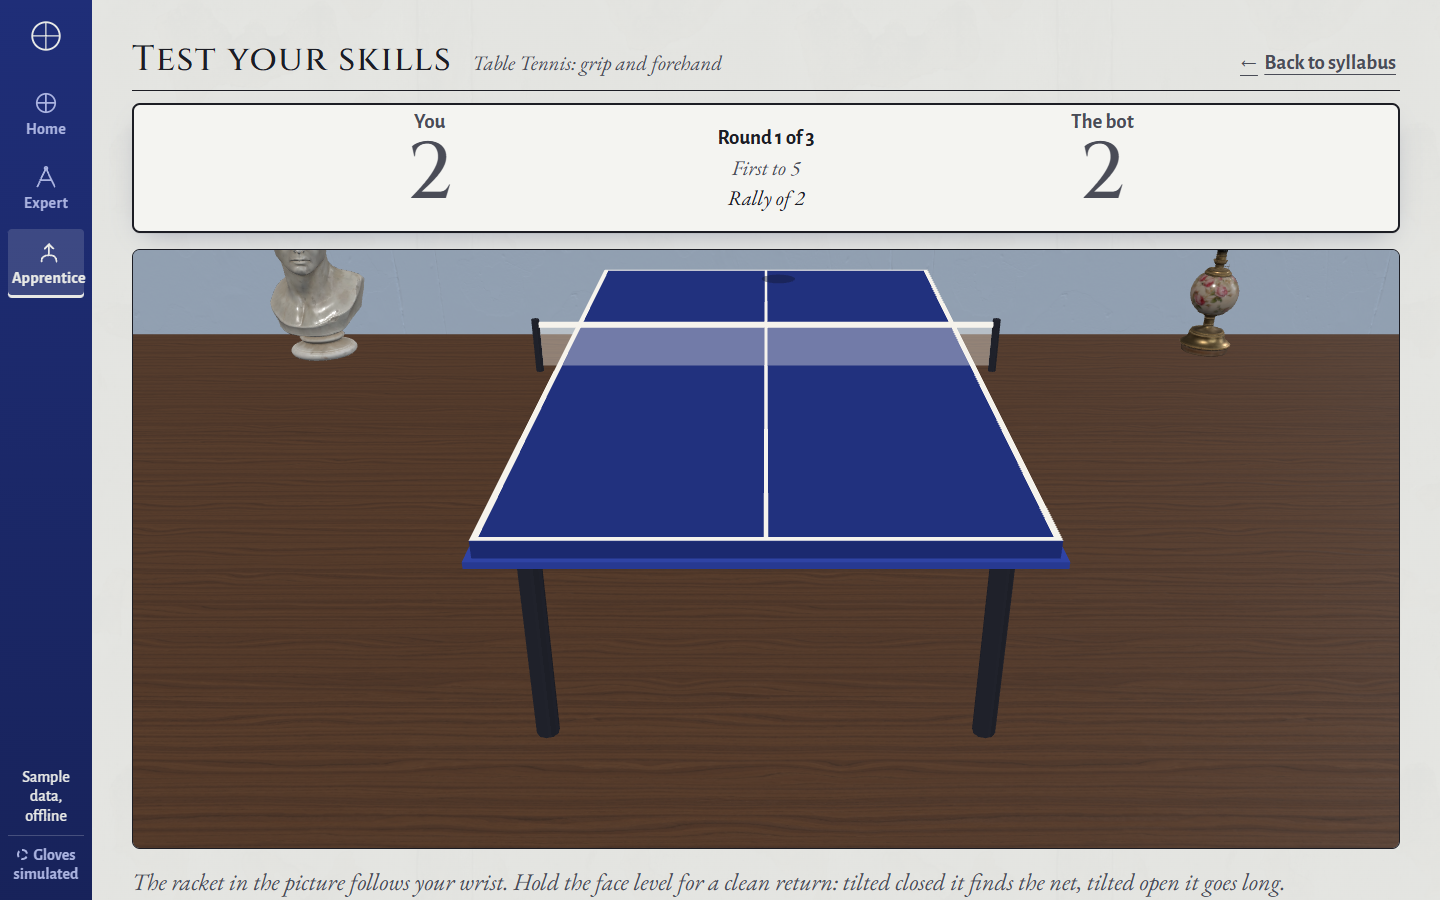 Test your skills
Table Tennis: grip and forehand
← Back to syllabus
Home
Expert
Apprentice
You
2
Round 1 of 3
First to 5
Rally of 2
The bot
2
Sample
data,
offline
Gloves
simulated
The racket in the picture follows your wrist. Hold the face level for a clean return: tilted closed it finds the net, tilted open it goes long.